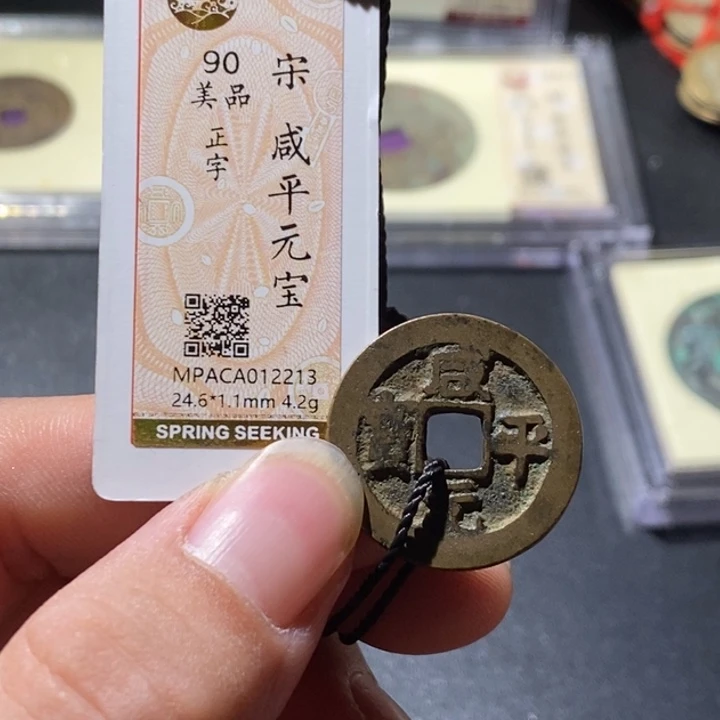 宋 咸平元宝
90
美品
正字
MPACA012213
24.6*1.1mm 4.2g
SPRING SEEKING
咸平元寶